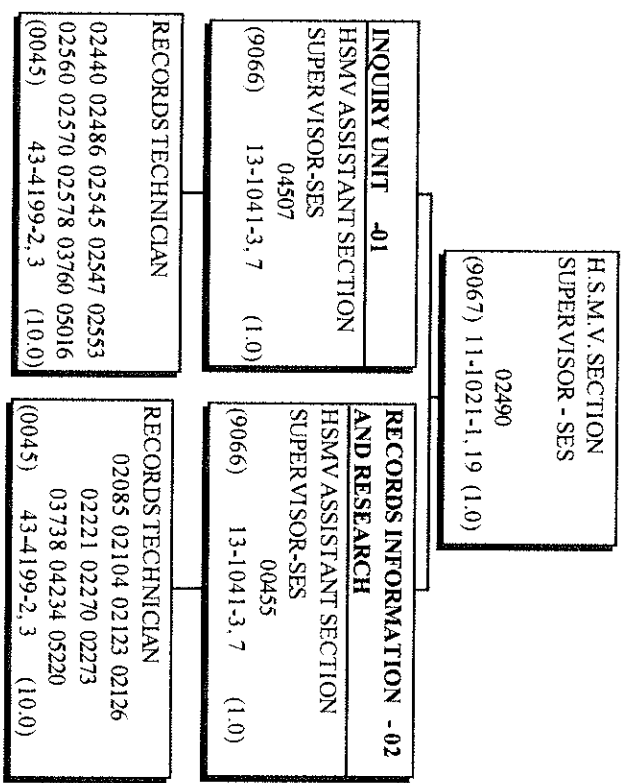 H.S.M.V. SECTION
SUPERVISOR - SES
02490
(9067) 11-1021-1, 19 (1.0)
INQUIRY UNIT -01
HSMV ASSISTANT SECTION
SUPERVISOR-SES
04507
(9066) 13-1041-3, 7 (1.0)
RECORDS TECHNICIAN
02440 02486 02545 02547 02553
02560 02570 02578 03760 05016
(0045) 43-4199-2, 3 (10.0)
RECORDS INFORMATION - 02
AND RESEARCH
HSMV ASSISTANT SECTION
SUPERVISOR-SES
00455
(9066) 13-1041-3, 7 (1.0)
RECORDS TECHNICIAN
02085 02104 02123 02126
02221 02270 02273
03738 04234 05220
(0045) 43-4199-2, 3 (10.0)